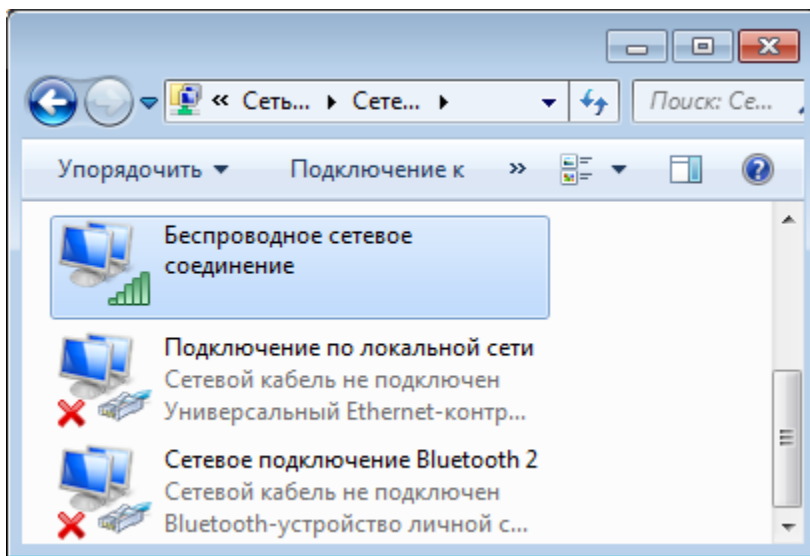 « Сеть... Сете... Поиск: Се...
Упорядочить Подключение к »
Беспроводное сетевое
соединение
Подключение по локальной сети
Сетевой кабель не подключен
Универсальный Ethernet-контр...
Сетевое подключение Bluetooth 2
Сетевой кабель не подключен
Bluetooth-устройство личной с...